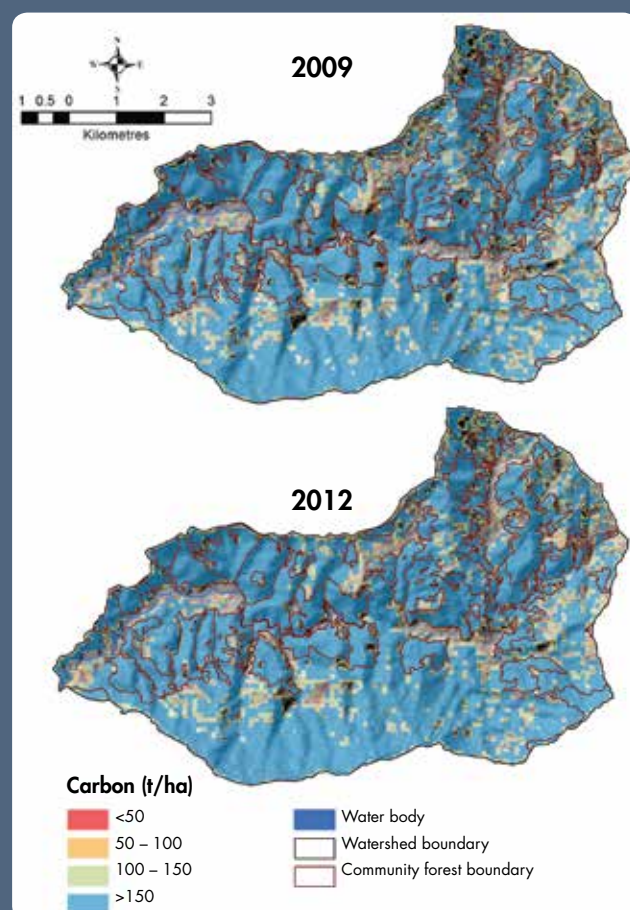 2009
N
W E
S
1 0.5 0 1 2 3
Kilometres
2012
Carbon (t/ha)
<50
50 – 100
100 – 150
>150
Water body
Watershed boundary
Community forest boundary